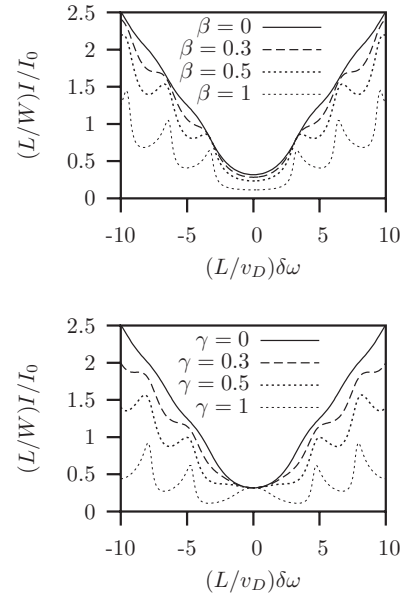 2.5
2
1.5
1
0.5
0
(L/W)I/I₀
β = 0
β = 0.3
β = 0.5
β = 1
-10 -5 0 5 10
(L/v_D)δω
2.5
2
1.5
1
0.5
0
(L/W)I/I₀
γ = 0
γ = 0.3
γ = 0.5
γ = 1
-10 -5 0 5 10
(L/v_D)δω